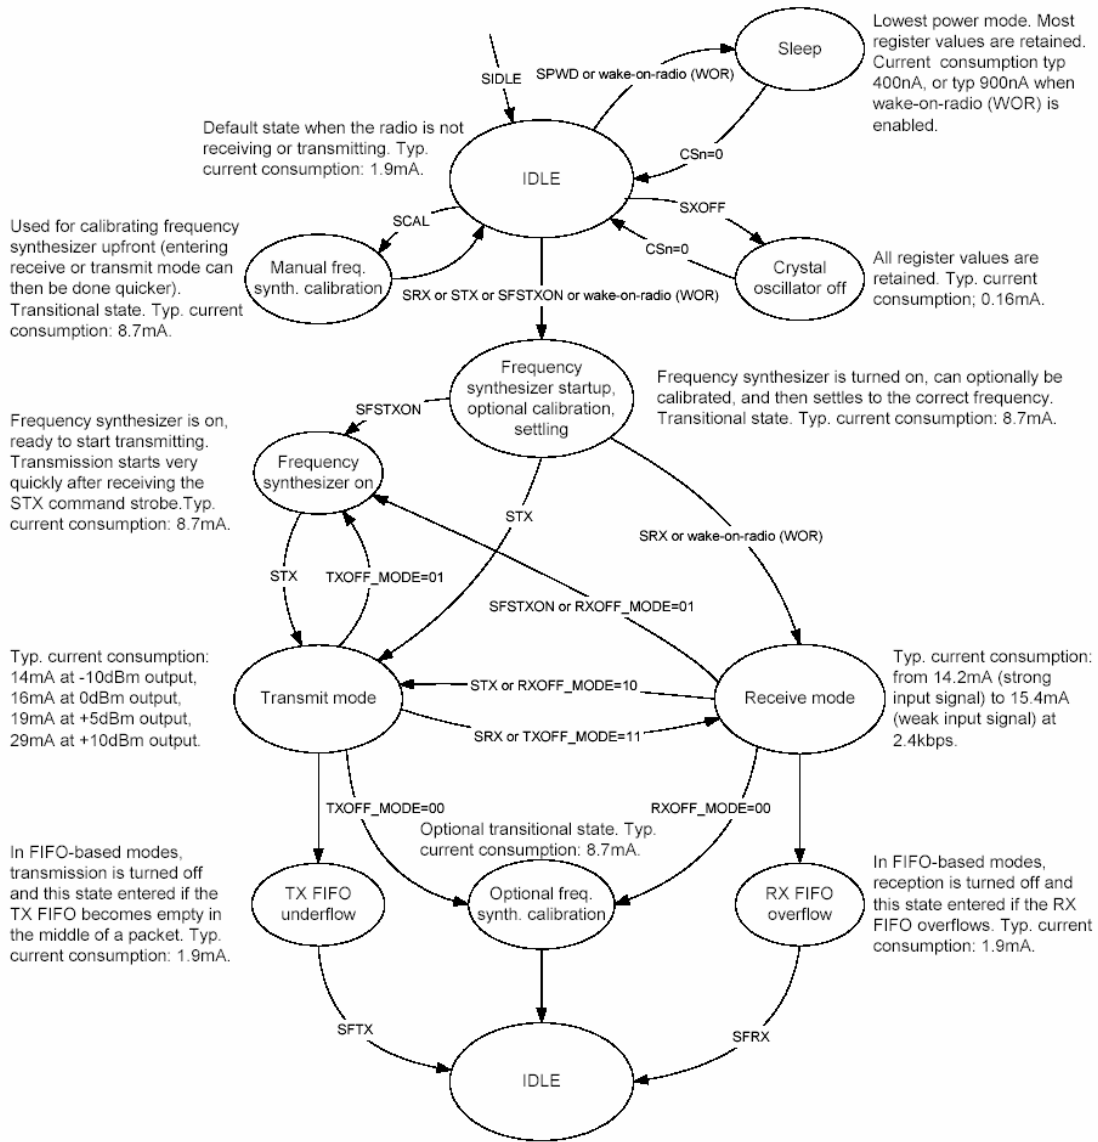 Sleep
Lowest power mode. Most
register values are retained.
Current consumption typ
400nA, or typ 900nA when
wake-on-radio (WOR) is
enabled.
SIDLE
SPWD or wake-on-radio (WOR)
CSn=0
Default state when the radio is not
receiving or transmitting. Typ.
current consumption: 1.9mA.
IDLE
SXOFF
CSn=0
SCAL
Used for calibrating frequency
synthesizer upfront (entering
receive or transmit mode can
then be done quicker).
Transitional state. Typ. current
consumption: 8.7mA.
Manual freq.
synth. calibration
Crystal
oscillator off
All register values are
retained. Typ. current
consumption; 0.16mA.
SRX or STX or SFSTXON or wake-on-radio (WOR)
Frequency
synthesizer startup,
optional calibration,
settling
Frequency synthesizer is turned on, can optionally be
calibrated, and then settles to the correct frequency.
Transitional state. Typ. current consumption: 8.7mA.
SFSTXON
Frequency synthesizer is on,
ready to start transmitting.
Transmission starts very
quickly after receiving the
STX command strobe.Typ.
current consumption: 8.7mA.
Frequency
synthesizer on
STX
SRX or wake-on-radio (WOR)
STX
TXOFF_MODE=01
SFSTXON or RXOFF_MODE=01
Typ. current consumption:
14mA at -10dBm output,
16mA at 0dBm output,
19mA at +5dBm output,
29mA at +10dBm output.
Transmit mode
STX or RXOFF_MODE=10
SRX or TXOFF_MODE=11
Receive mode
Typ. current consumption:
from 14.2mA (strong
input signal) to 15.4mA
(weak input signal) at
2.4kbps.
TXOFF_MODE=00
RXOFF_MODE=00
Optional transitional state. Typ.
current consumption: 8.7mA.
In FIFO-based modes,
transmission is turned off
and this state entered if the
TX FIFO becomes empty in
the middle of a packet. Typ.
current consumption: 1.9mA.
TX FIFO
underflow
Optional freq.
synth. calibration
RX FIFO
overflow
In FIFO-based modes,
reception is turned off and
this state entered if the RX
FIFO overflows. Typ. current
consumption: 1.9mA.
SFTX
SFRX
IDLE